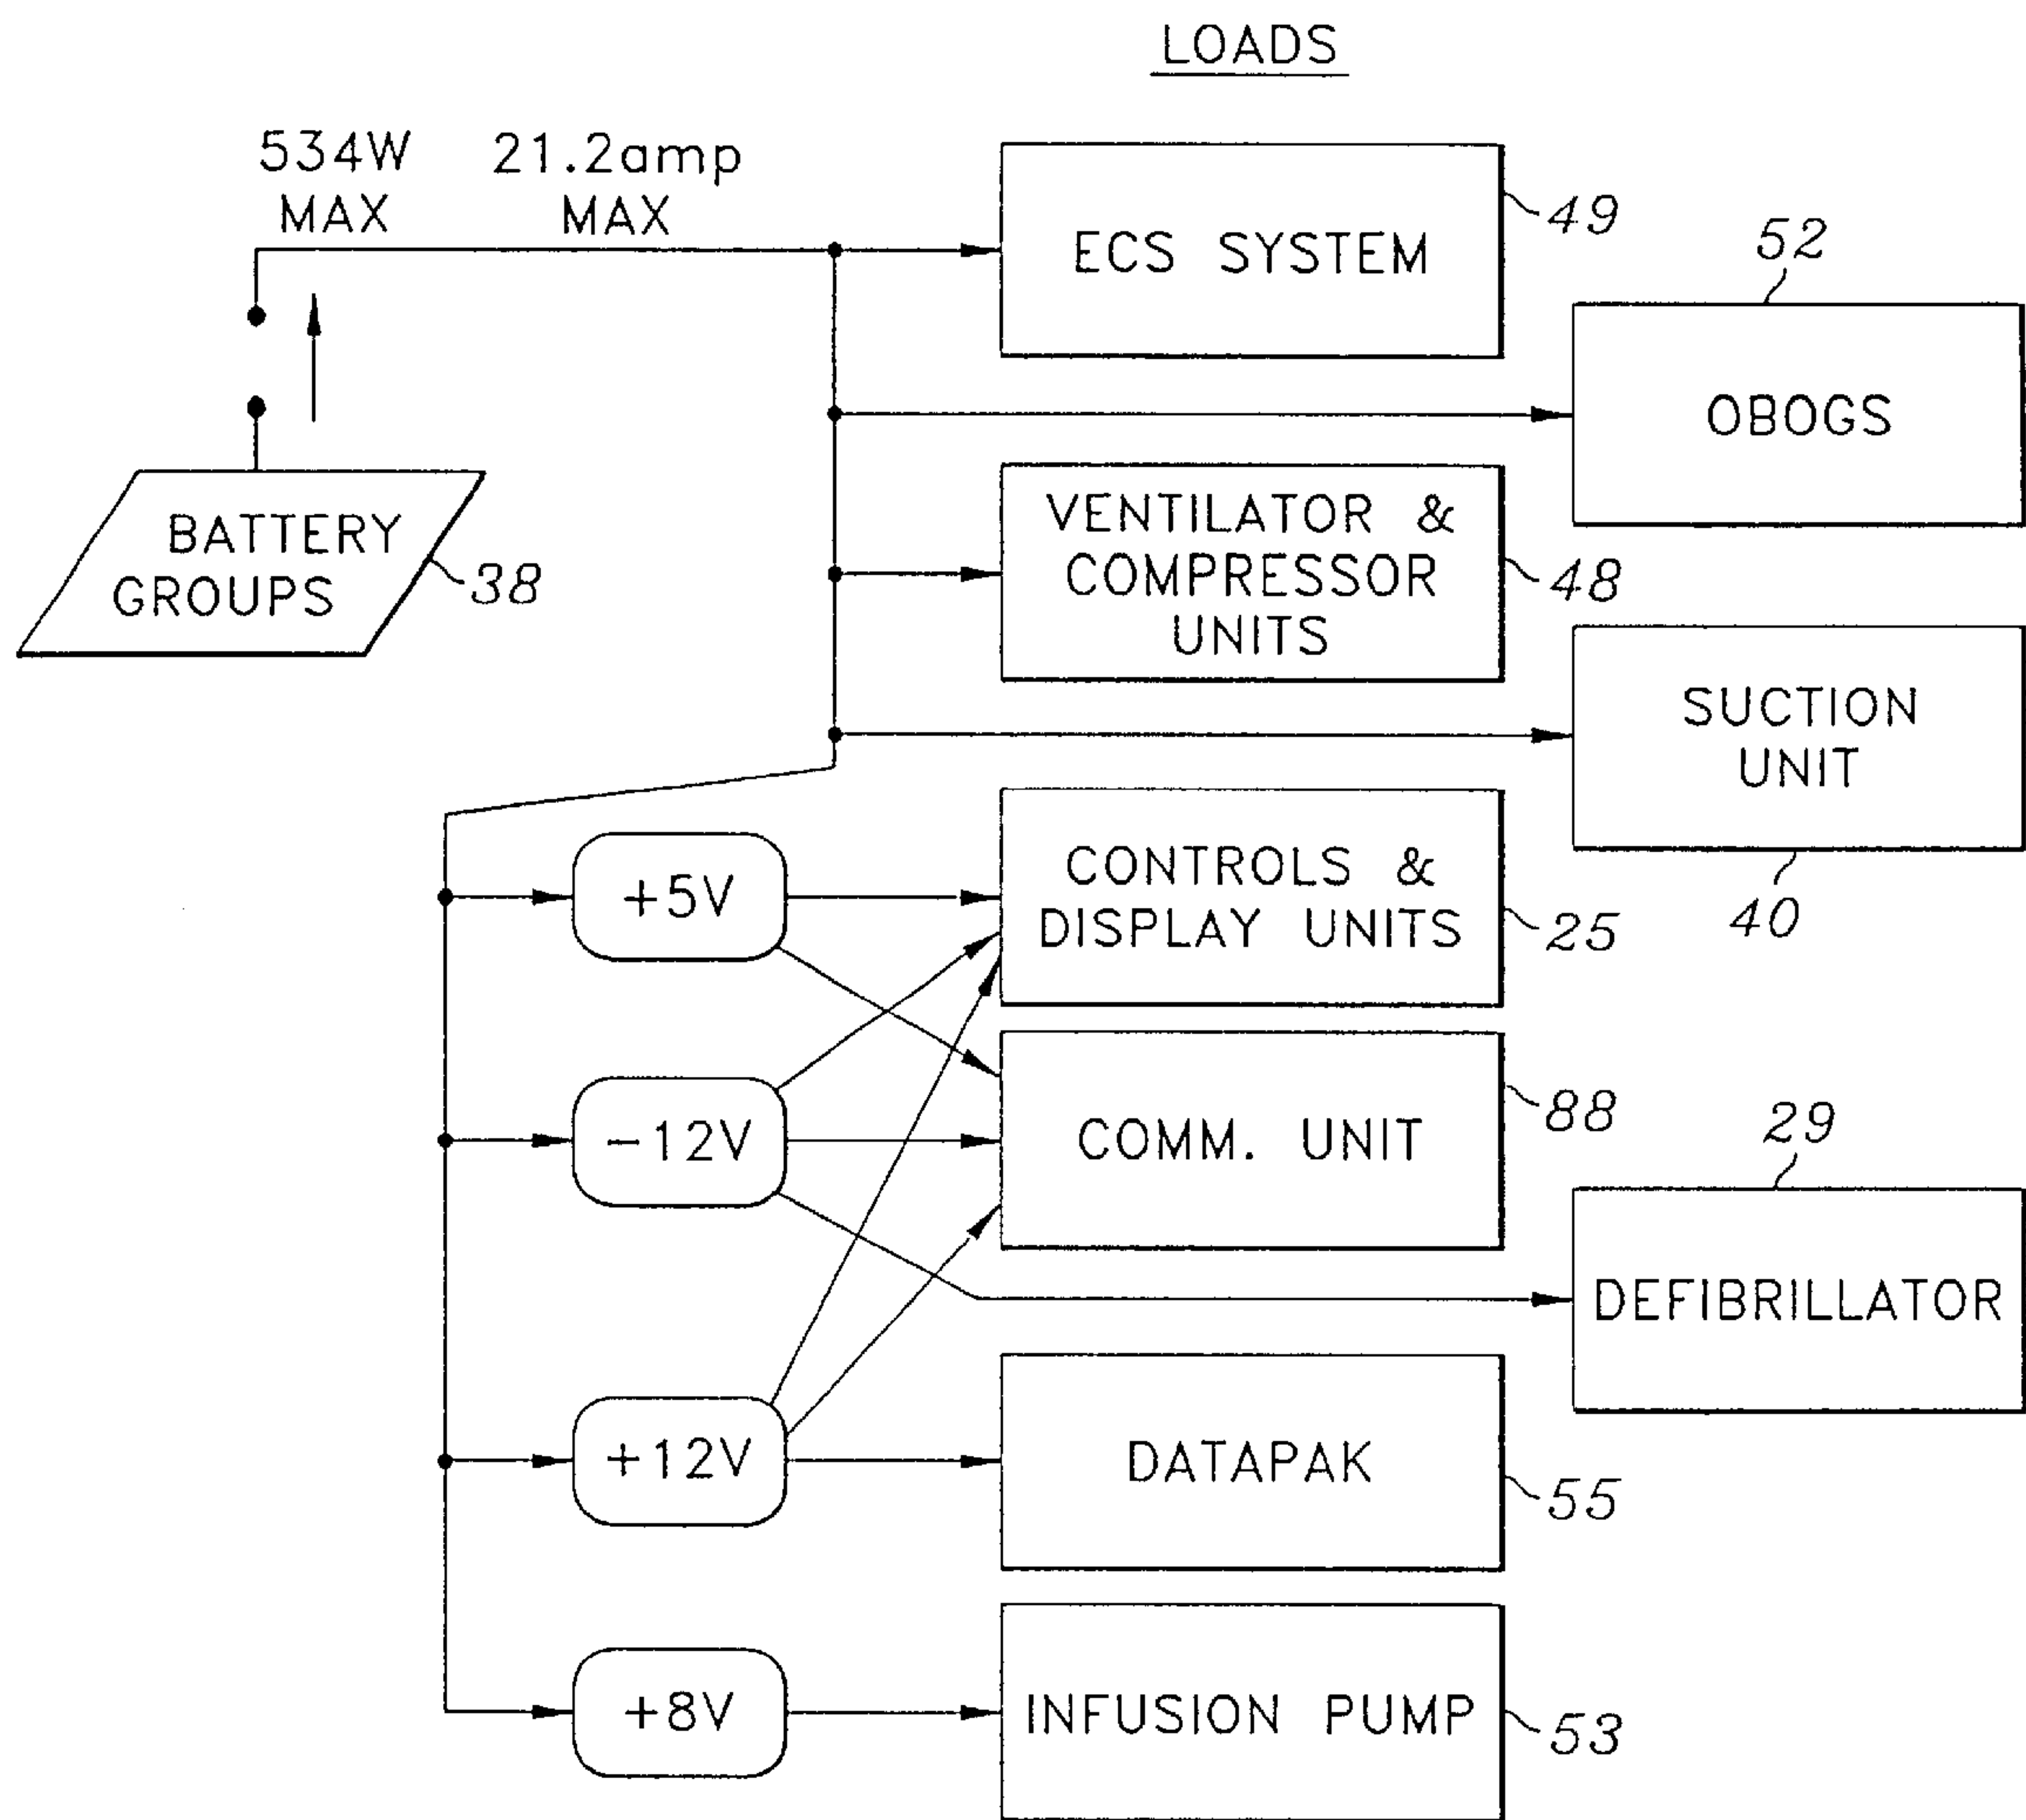 LOADS
534W 21.2amp
MAX MAX
ECS SYSTEM
49
52
OBOGS
BATTERY
GROUPS
38
VENTILATOR &
COMPRESSOR
UNITS
48
SUCTION
UNIT
40
+5V
CONTROLS &
DISPLAY UNITS
25
-12V
COMM. UNIT
88
29
DEFIBRILLATOR
+12V
DATAPAK
55
+8V
INFUSION PUMP
53